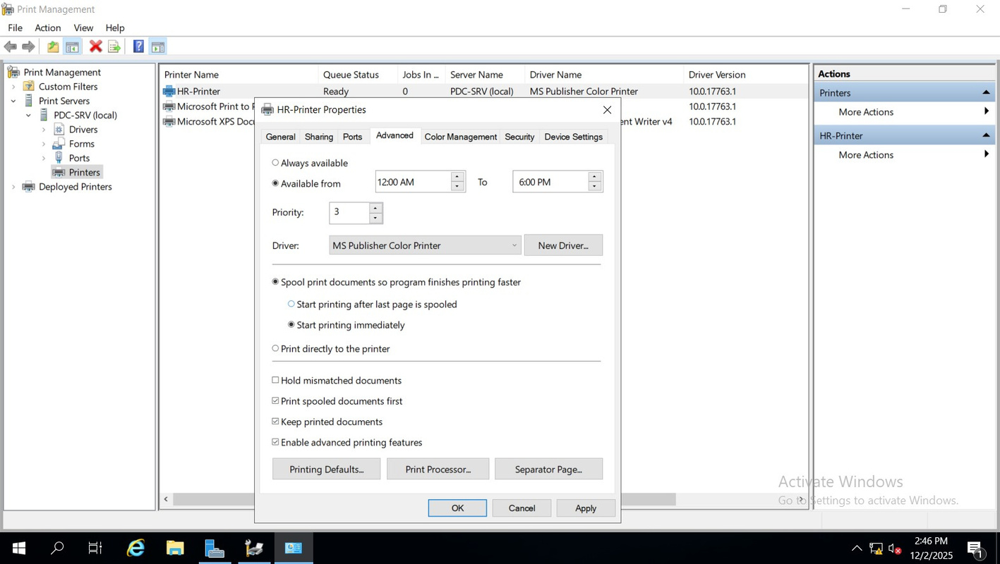 Print Management
File Action View Help
Print Management
Custom Filters
Print Servers
PDC-SRV (local)
Drivers
Forms
Ports
Printers
Deployed Printers
Printer Name Queue Status Jobs In ... Server Name Driver Name Driver Version
HR-Printer Ready 0 PDC-SRV (local) MS Publisher Color Printer 10.0.17763.1
Microsoft Print to P 10.0.17763.1
Microsoft XPS Docu ent Writer v4 10.0.17763.1
HR-Printer Properties
General Sharing Ports Advanced Color Management Security Device Settings
Always available
Available from 12:00 AM To 6:00 PM
Priority: 3
Driver: MS Publisher Color Printer New Driver...
Spool print documents so program finishes printing faster
Start printing after last page is spooled
Start printing immediately
Print directly to the printer
Hold mismatched documents
Print spooled documents first
Keep printed documents
Enable advanced printing features
Printing Defaults... Print Processor... Separator Page...
OK Cancel Apply
Actions
Printers
More Actions
HR-Printer
More Actions
Activate Windows
Go to Settings to activate Windows.
2:46 PM
12/2/2025
1